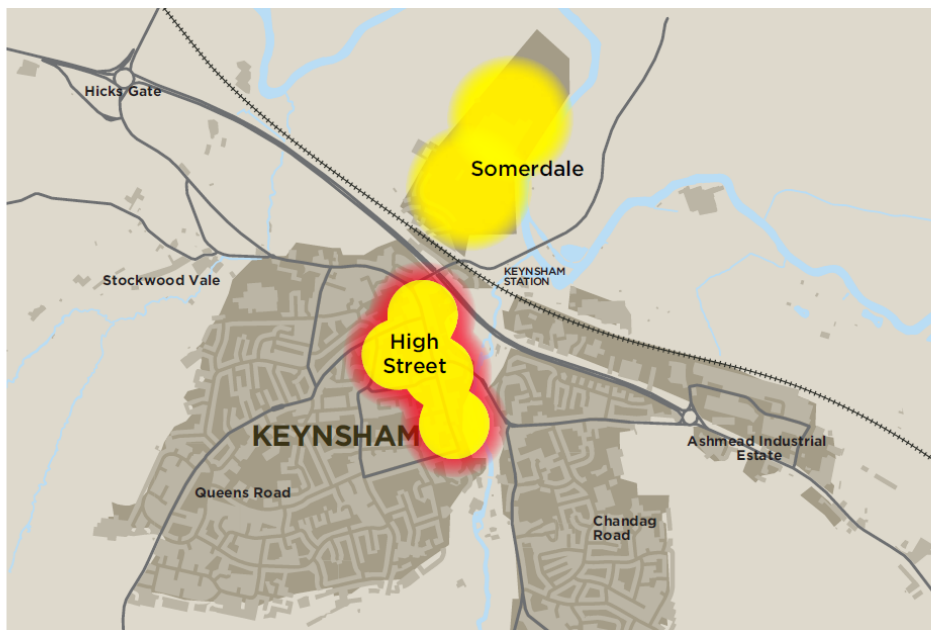 Hicks Gate
Somerdale
KEYNSHAM
STATION
Stockwood Vale
High
Street
KEYNSHAM
Ashmead Industrial
Estate
Queens Road
Chandag
Road